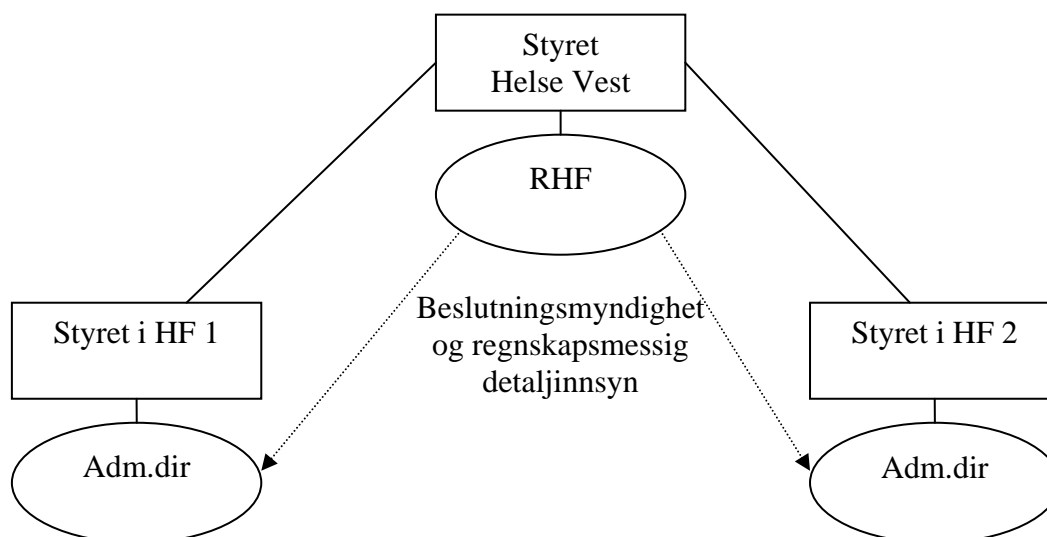 Styret
Helse Vest
RHF
Beslutningsmyndighet
og regnskapsmessig
detaljinnsyn
Styret i HF 1
Styret i HF 2
Adm.dir
Adm.dir